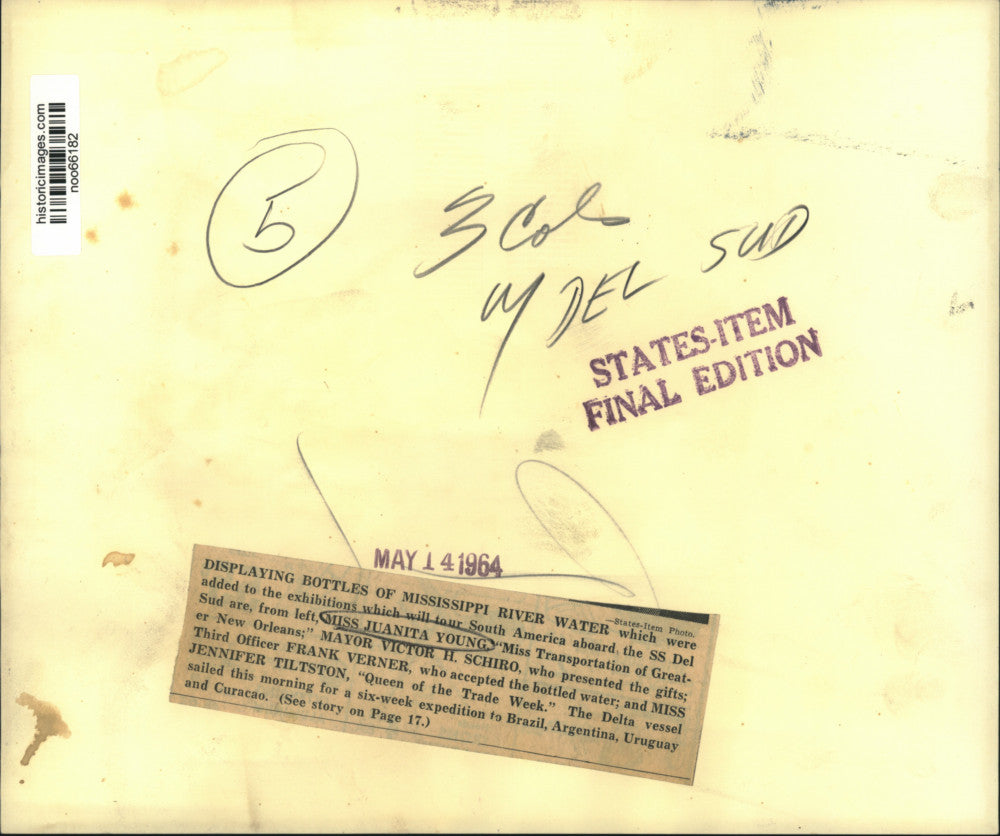 historicimages.com
noo66182
5
3 Col
W DEL SUD
STATES-ITEM
FINAL EDITION
MAY 14 1964
—States-Item Photo.
DISPLAYING BOTTLES OF MISSISSIPPI RIVER WATER which were
added to the exhibitions which will tour South America aboard the SS Del
Sud are, from left, MISS JUANITA YOUNG, "Miss Transportation of Great-
er New Orleans;" MAYOR VICTOR H. SCHIRO, who presented the gifts;
Third Officer FRANK VERNER, who accepted the bottled water; and MISS
JENNIFER TILTSTON, "Queen of the Trade Week." The Delta vessel
sailed this morning for a six-week expedition to Brazil, Argentina, Uruguay
and Curacao. (See story on Page 17.)